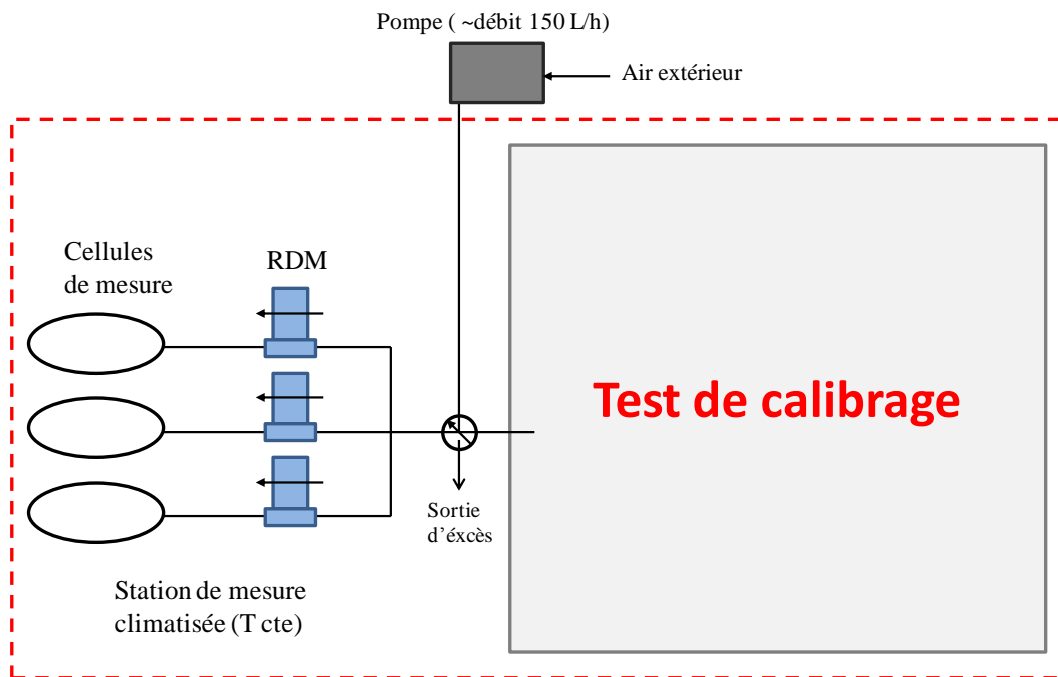 Pompe ( ~débit 150 L/h)
Air extérieur
Cellules
de mesure
RDM
Test de calibrage
Sortie
d’éxcès
Station de mesure
climatisée (T cte)